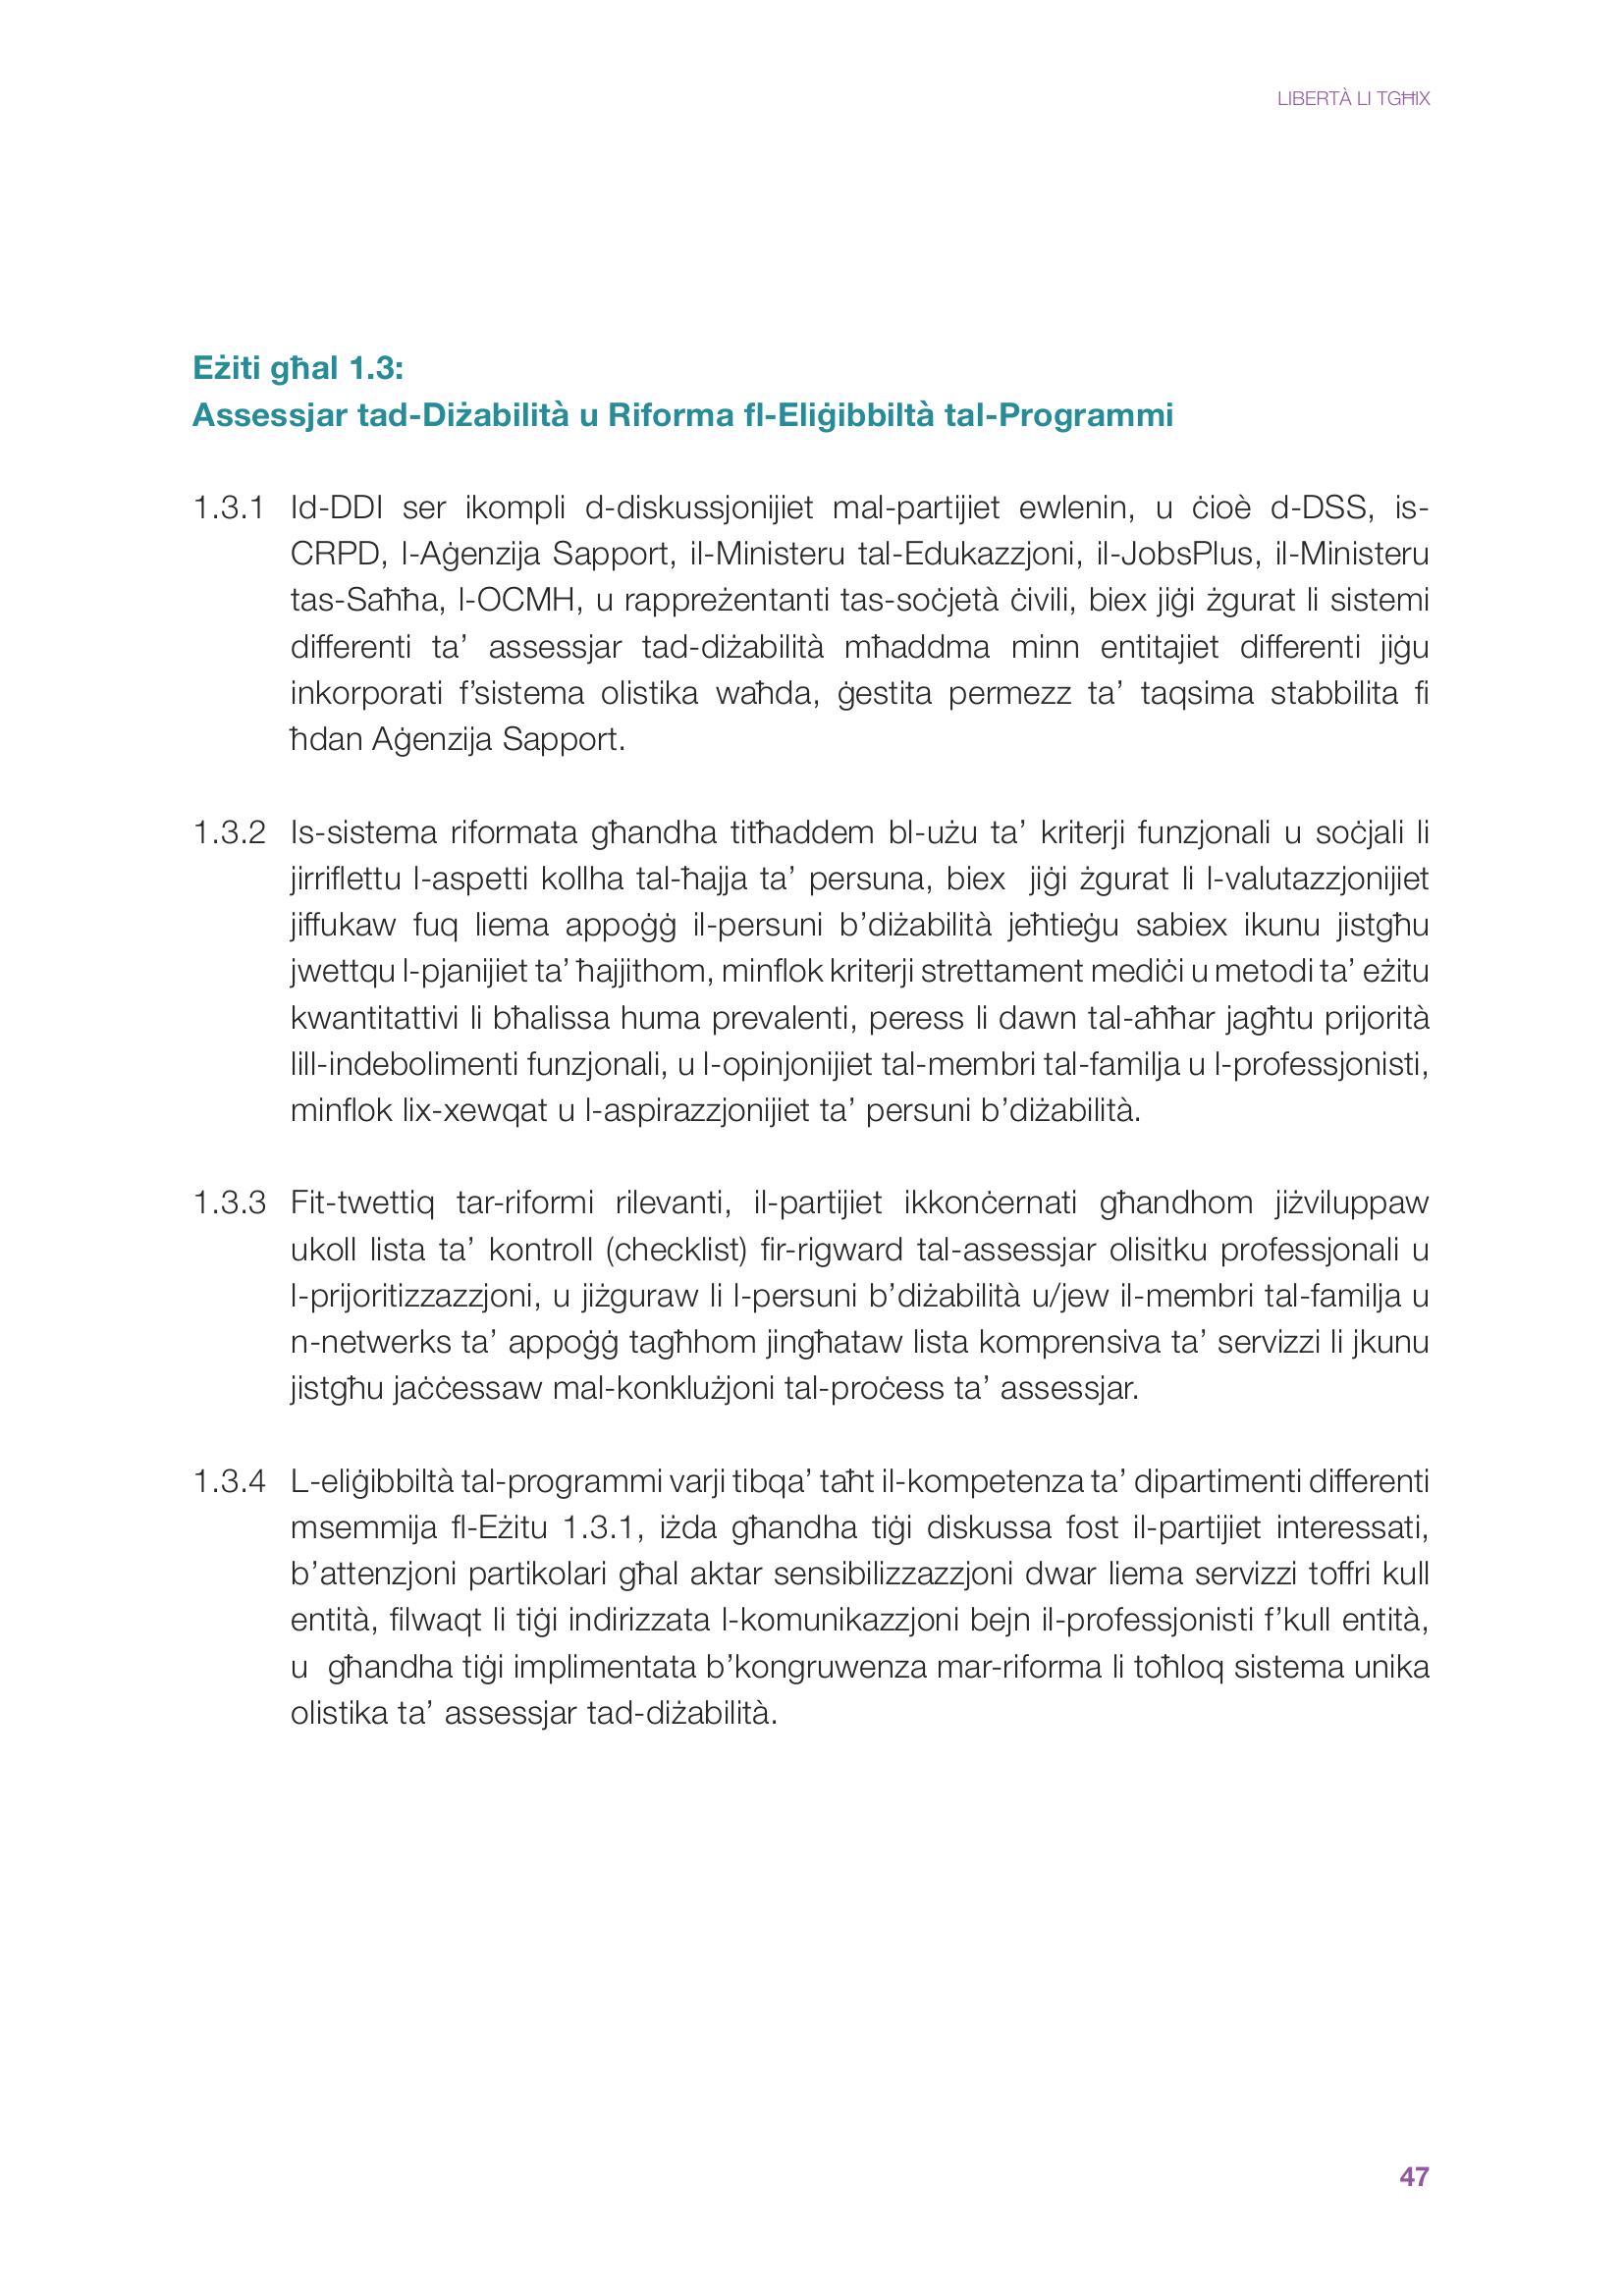 LIBERTÀ LI TGĦIX
Eżiti għal 1.3:
Assessjar tad-Diżabilità u Riforma fl-Eliġibbiltà tal-Programmi
1.3.1 Id-DDI ser ikompli d-diskussjonijiet mal-partijiet ewlenin, u ċioè d-DSS, is-
CRPD, l-Aġenzija Sapport, il-Ministeru tal-Edukazzjoni, il-JobsPlus, il-Ministeru
tas-Saħħa, l-OCMH, u rappreżentanti tas-soċjetà ċivili, biex jiġi żgurat li sistemi
differenti ta’ assessjar tad-diżabilità mħaddma minn entitajiet differenti jiġu
inkorporati f’sistema olistika waħda, ġestita permezz ta’ taqsima stabbilita fi
ħdan Aġenzija Sapport.
1.3.2 Is-sistema riformata għandha titħaddem bl-użu ta’ kriterji funzjonali u soċjali li
jirriflettu l-aspetti kollha tal-ħajja ta’ persuna, biex  jiġi żgurat li l-valutazzjonijiet
jiffukaw fuq liema appoġġ il-persuni b’diżabilità jeħtieġu sabiex ikunu jistgħu
jwettqu l-pjanijiet ta’ ħajjithom, minflok kriterji strettament mediċi u metodi ta’ eżitu
kwantitattivi li bħalissa huma prevalenti, peress li dawn tal-aħħar jagħtu prijorità
lill-indebolimenti funzjonali, u l-opinjonijiet tal-membri tal-familja u l-professjonisti,
minflok lix-xewqat u l-aspirazzjonijiet ta’ persuni b’diżabilità.
1.3.3 Fit-twettiq tar-riformi rilevanti, il-partijiet ikkonċernati għandhom jiżviluppaw
ukoll lista ta’ kontroll (checklist) fir-rigward tal-assessjar olisitku professjonali u
l-prijoritizzazzjoni, u jiżguraw li l-persuni b’diżabilità u/jew il-membri tal-familja u
n-netwerks ta’ appoġġ tagħhom jingħataw lista komprensiva ta’ servizzi li jkunu
jistgħu jaċċessaw mal-konklużjoni tal-proċess ta’ assessjar.
1.3.4 L-eliġibbiltà tal-programmi varji tibqa’ taħt il-kompetenza ta’ dipartimenti differenti
msemmija fl-Eżitu 1.3.1, iżda għandha tiġi diskussa fost il-partijiet interessati,
b’attenzjoni partikolari għal aktar sensibilizzazzjoni dwar liema servizzi toffri kull
entità, filwaqt li tiġi indirizzata l-komunikazzjoni bejn il-professjonisti f’kull entità,
u  għandha tiġi implimentata b’kongruwenza mar-riforma li toħloq sistema unika
olistika ta’ assessjar tad-diżabilità.
47